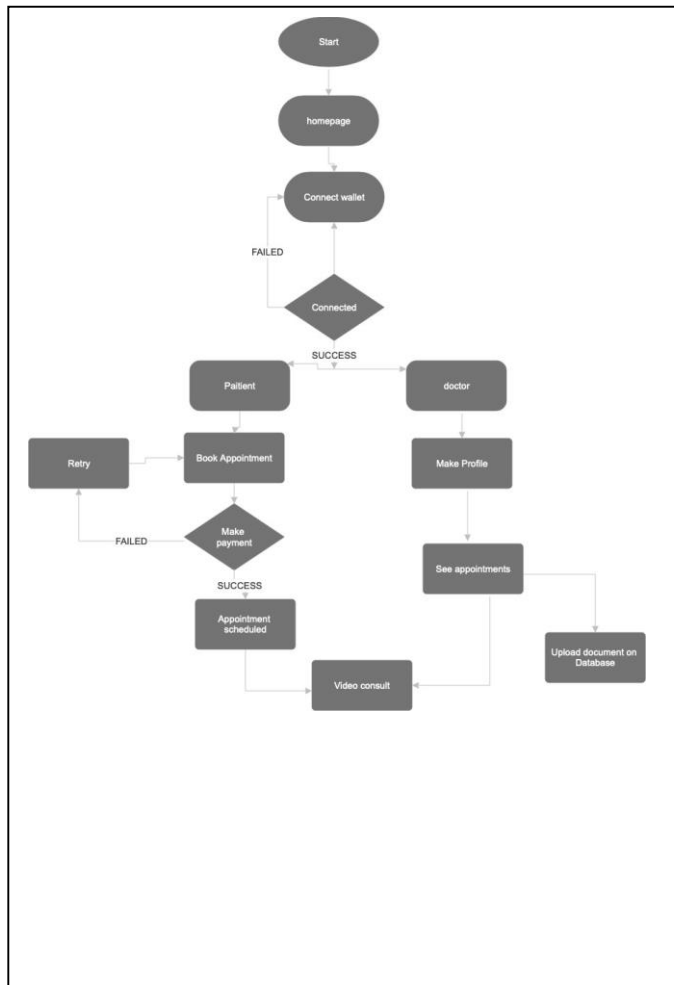 Start
homepage
Connect wallet
FAILED
Connected
SUCCESS
Paitient
doctor
Retry
Book Appointment
Make Profile
FAILED
Make
payment
SUCCESS
See appointments
Appointment
scheduled
Upload document on
Database
Video consult